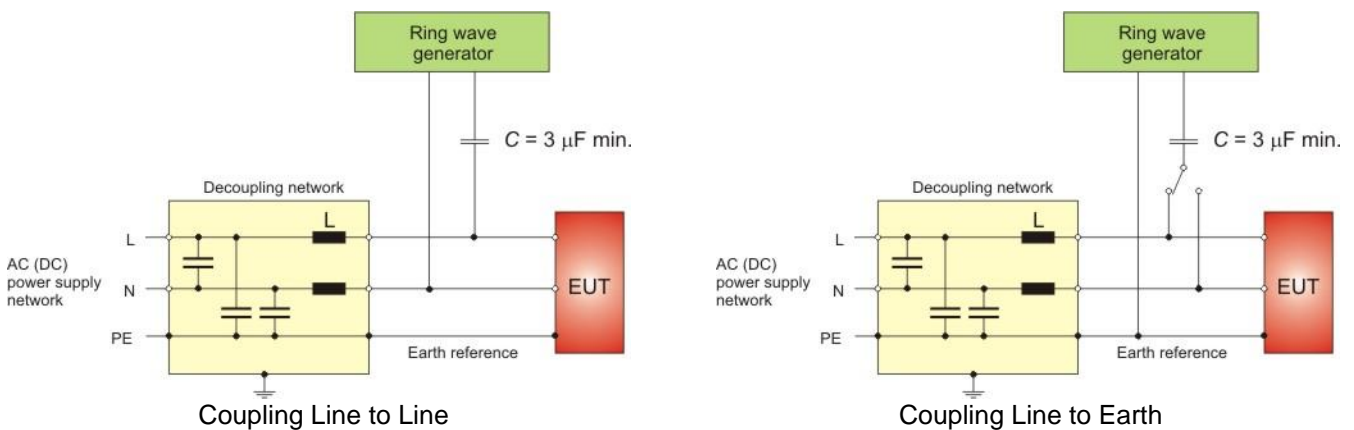 Ring wave
generator
C = 3 µF min.
Decoupling network
L
L
AC (DC)
power supply
network
N
EUT
PE
Earth reference
Coupling Line to Line
Ring wave
generator
C = 3 µF min.
Decoupling network
L
L
AC (DC)
power supply
network
N
EUT
PE
Earth reference
Coupling Line to Earth